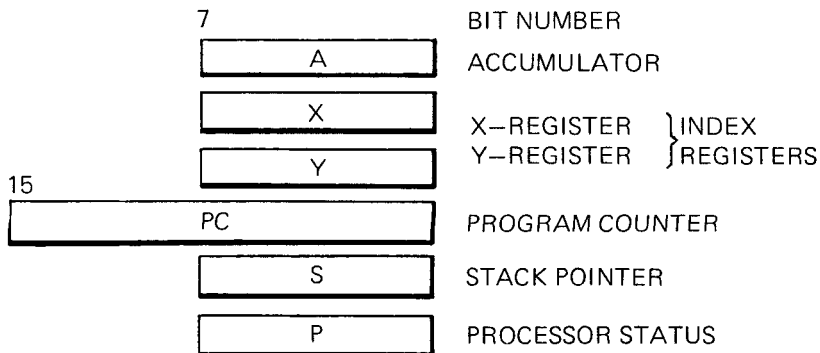 7 BIT NUMBER
A ACCUMULATOR
X
X–REGISTER } INDEX
Y–REGISTER } REGISTERS
Y
15
PC PROGRAM COUNTER
S STACK POINTER
P PROCESSOR STATUS